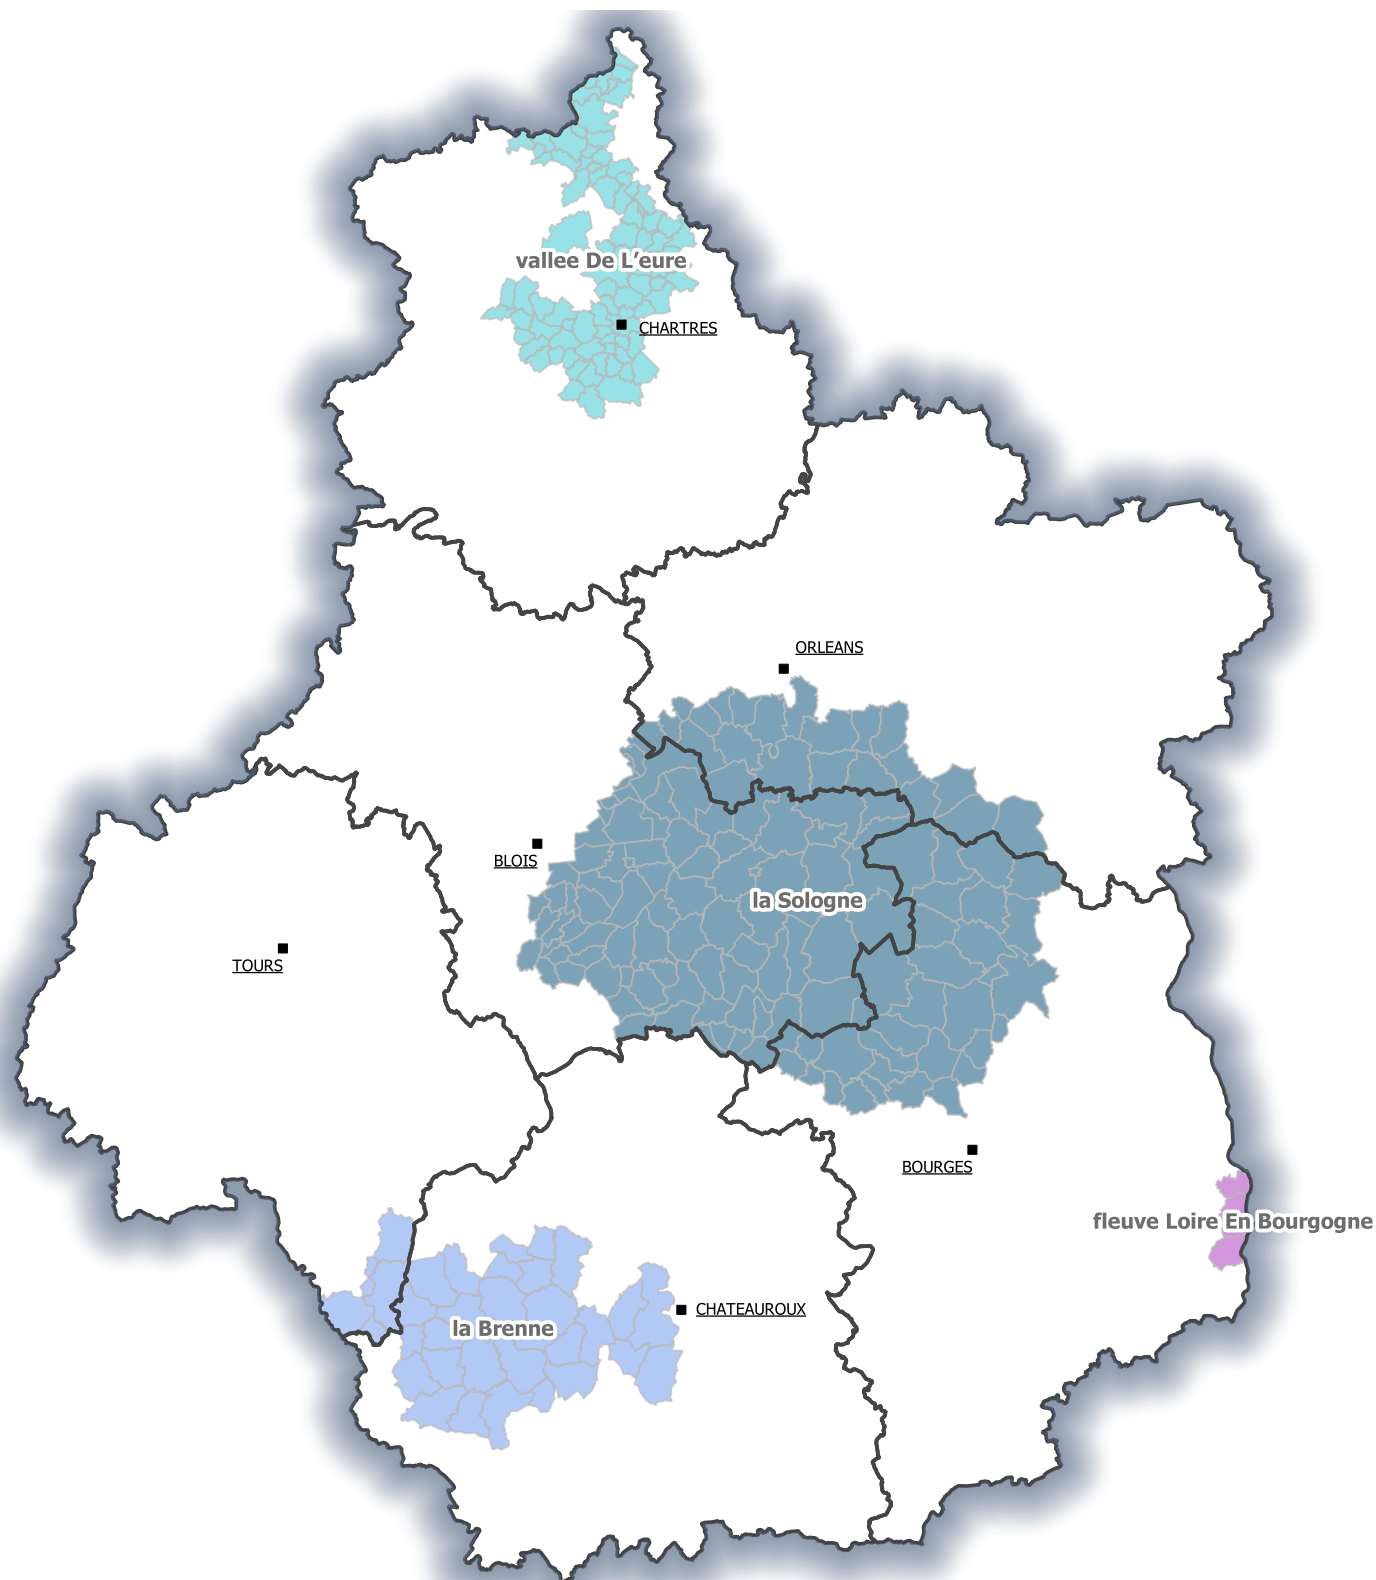 vallee De L'eure
CHARTRES
ORLEANS
BLOIS
la Sologne
TOURS
BOURGES
fleuve Loire En Bourgogne
CHATEAUROUX
la Brenne